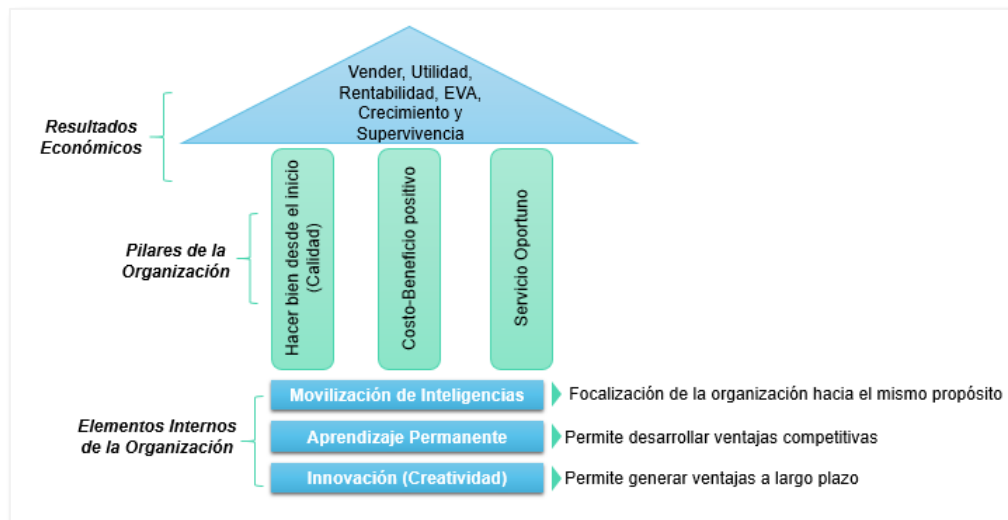 Vender, Utilidad,
Rentabilidad, EVA,
Crecimiento y
Supervivencia
Resultados
Económicos
Pilares de la
Organización
Hacer bien desde el inicio
(Calidad)
Costo-Beneficio positivo
Servicio Oportuno
Elementos Internos
de la Organización
Movilización de Inteligencias
Focalización de la organización hacia el mismo propósito
Aprendizaje Permanente
Permite desarrollar ventajas competitivas
Innovación (Creatividad)
Permite generar ventajas a largo plazo